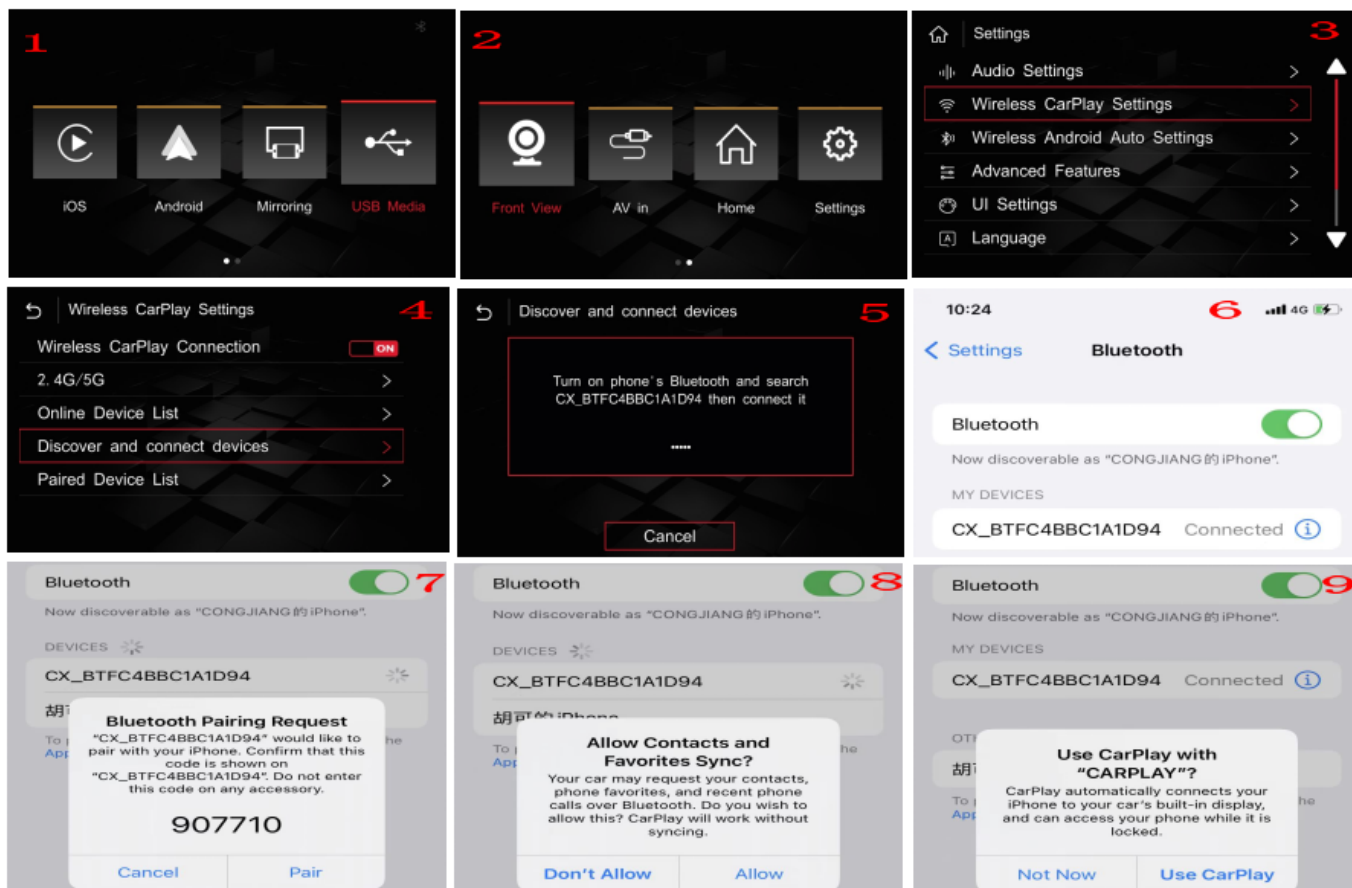 1
iOS
Android
Mirroring
USB Media
2
Front View
AV in
Home
Settings
Settings
3
Audio Settings
Wireless CarPlay Settings
Wireless Android Auto Settings
Advanced Features
UI Settings
Language
Wireless CarPlay Settings
4
Wireless CarPlay Connection
ON
2.4G/5G
Online Device List
Discover and connect devices
Paired Device List
Discover and connect devices
5
Turn on phone's Bluetooth and search
CX_BTFC4BBC1A1D94 then connect it
.....
Cancel
10:24
6
4G
Settings
Bluetooth
Bluetooth
Now discoverable as “CONGJIANG的 iPhone”.
MY DEVICES
CX_BTFC4BBC1A1D94 Connected
Bluetooth
7
Now discoverable as “CONGJIANG的 iPhone”.
DEVICES
CX_BTFC4BBC1A1D94
胡
Bluetooth Pairing Request
“CX_BTFC4BBC1A1D94” would like to
pair with your iPhone. Confirm that this
code is shown on
“CX_BTFC4BBC1A1D94”. Do not enter
this code on any accessory.
907710
Cancel
Pair
Bluetooth
8
Now discoverable as “CONGJIANG的 iPhone”.
DEVICES
CX_BTFC4BBC1A1D94
胡可的 iPhone
Allow Contacts and
Favorites Sync?
Your car may request your contacts,
phone favorites, and recent phone
calls over Bluetooth. Do you wish to
allow this? CarPlay will work without
syncing.
Don't Allow
Allow
Bluetooth
9
Now discoverable as “CONGJIANG的 iPhone”.
MY DEVICES
CX_BTFC4BBC1A1D94 Connected
胡
Use CarPlay with
“CARPLAY”?
CarPlay automatically connects your
iPhone to your car's built-in display,
and can access your phone while it is
locked.
Not Now
Use CarPlay